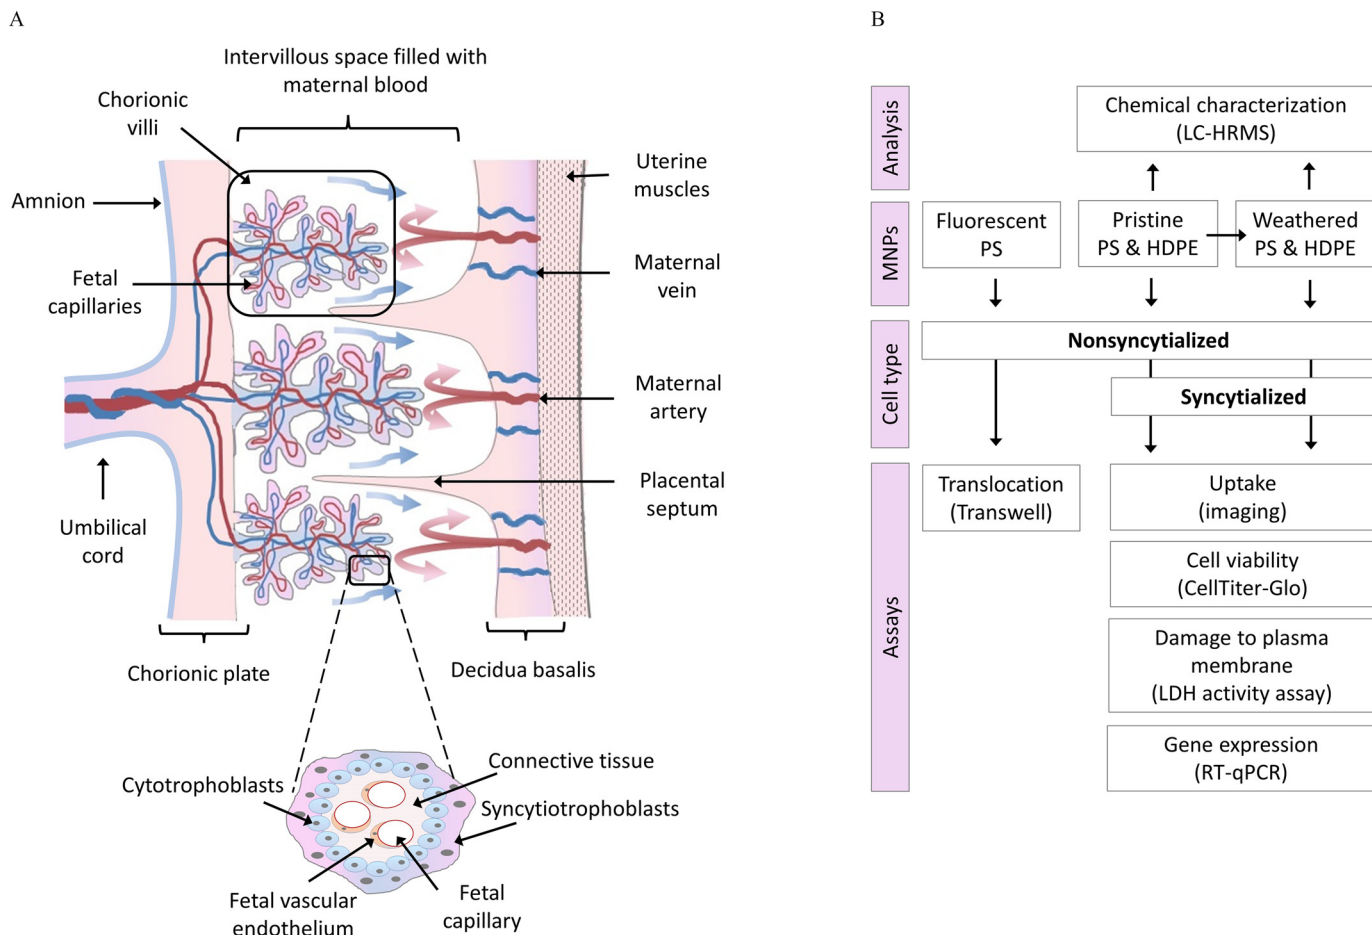 A
Intervillous space filled with
maternal blood
Chorionic
villi
Amnion
Fetal
capillaries
Umbilical
cord
Uterine
muscles
Maternal
vein
Maternal
artery
Placental
septum
Chorionic plate
Decidua basalis
Cytotrophoblasts
Connective tissue
Syncytiotrophoblasts
Fetal vascular
endothelium
Fetal
capillary
B
Analysis
Chemical characterization
(LC-HRMS)
MNPs
Fluorescent
PS
Pristine
PS & HDPE
Weathered
PS & HDPE
Cell type
Nonsyncytialized
Syncytialized
Assays
Translocation
(Transwell)
Uptake
(imaging)
Cell viability
(CellTiter-Glo)
Damage to plasma
membrane
(LDH activity assay)
Gene expression
(RT-qPCR)